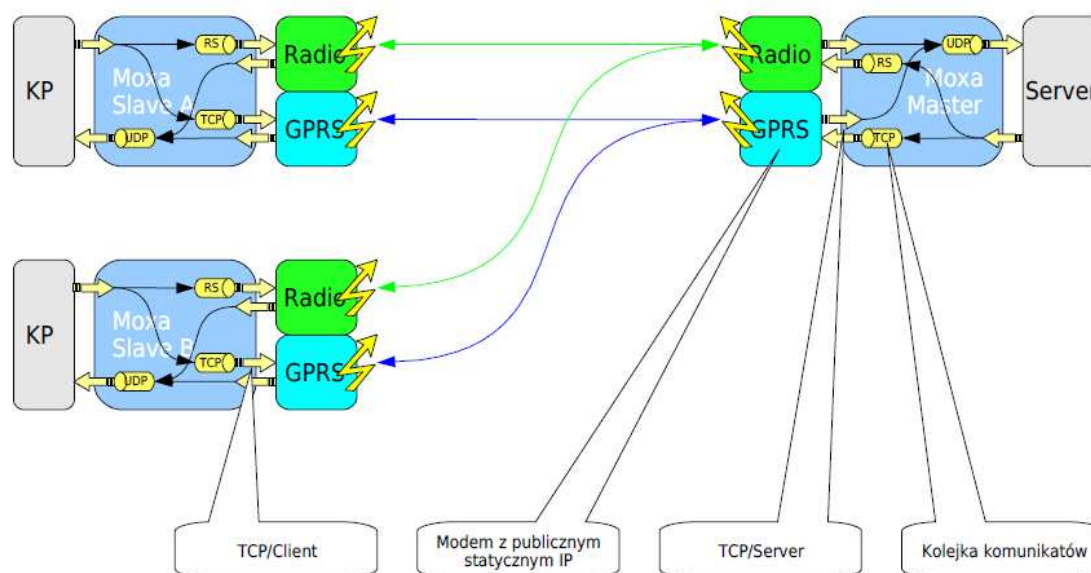 KP
Moxa
Slave A
RS
TCP
UDP
Radio
GPRS
Radio
GPRS
UDP
RS
Moxa
Master
TCP
Server
KP
Moxa
Slave B
RS
TCP
UDP
Radio
GPRS
TCP/Client
Modem z publicznym
statycznym IP
TCP/Server
Kolejka komunikatów